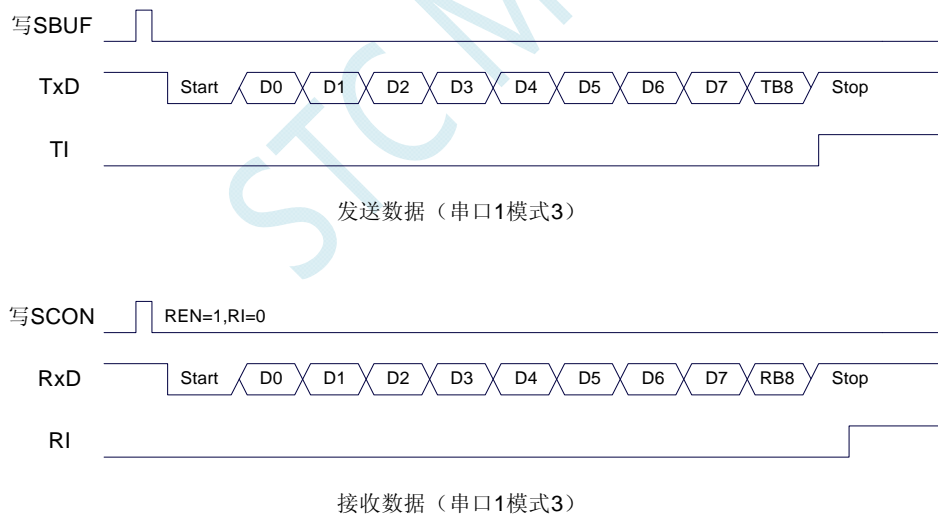 写SBUF
TxD Start D0 D1 D2 D3 D4 D5 D6 D7 TB8 Stop
TI
发送数据（串口1模式3）
写SCON REN=1,RI=0
RxD Start D0 D1 D2 D3 D4 D5 D6 D7 RB8 Stop
RI
接收数据（串口1模式3）
STC M